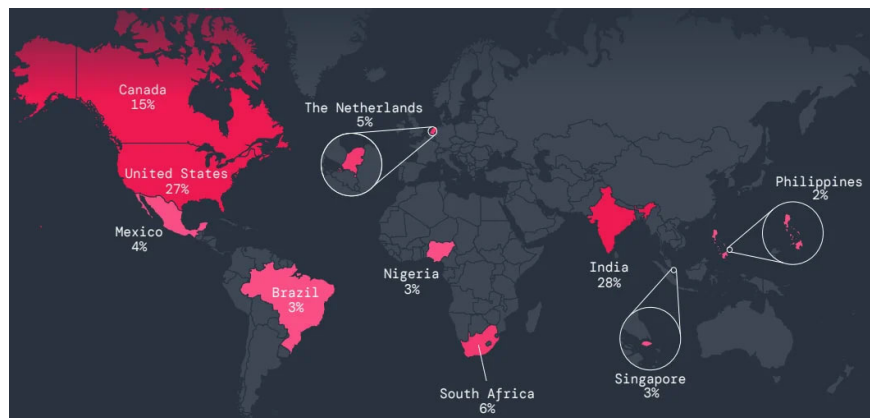 Canada
15%
The Netherlands
5%
United States
27%
Philippines
2%
Mexico
4%
Nigeria
3%
India
28%
Brazil
3%
Singapore
3%
South Africa
6%